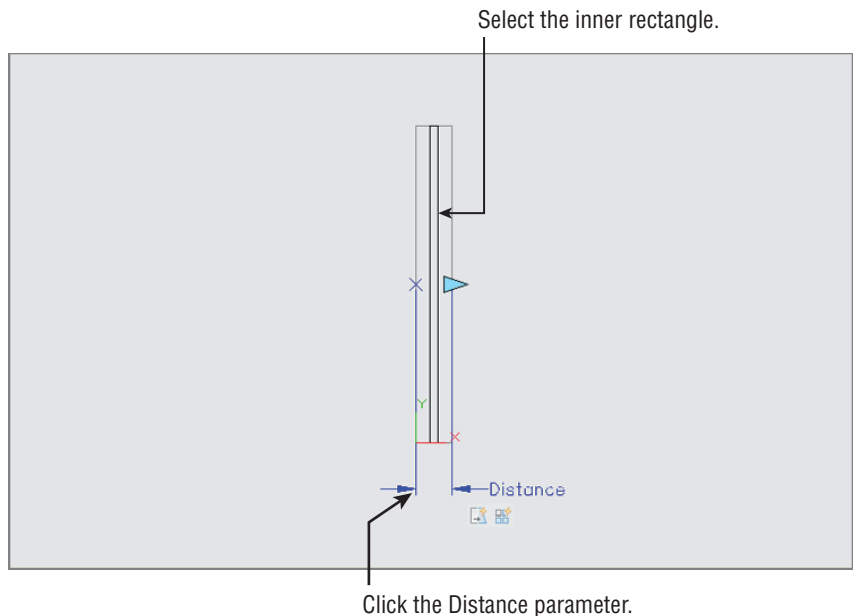 Select the inner rectangle.
Y
X
Distance
Click the Distance parameter.